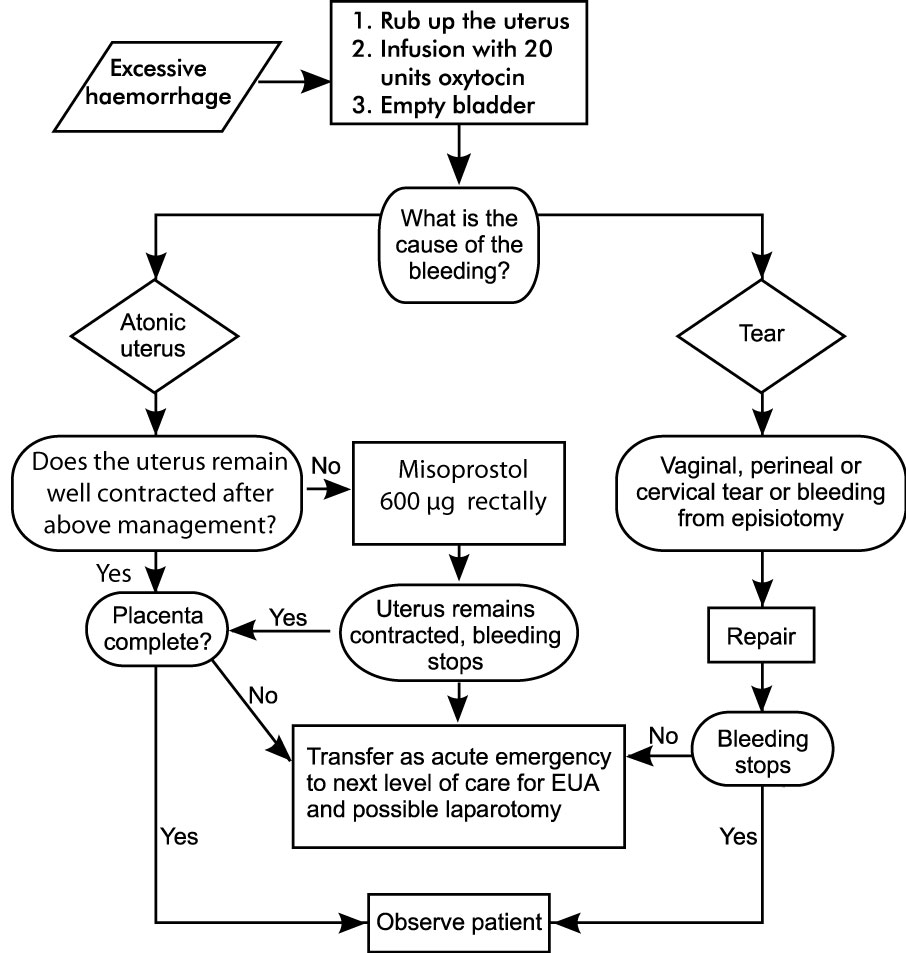 Excessive
haemorrhage
1. Rub up the uterus
2. Infusion with 20
units oxytocin
3. Empty bladder
What is the
cause of the
bleeding?
Atonic
uterus
Tear
Does the uterus remain
well contracted after
above management?
No
Misoprostol
600 µg rectally
Vaginal, perineal or
cervical tear or bleeding
from episiotomy
Yes
Placenta
complete?
Yes
Uterus remains
contracted, bleeding
stops
Repair
No
Transfer as acute emergency
to next level of care for EUA
and possible laparotomy
No
Bleeding
stops
Yes
Yes
Observe patient